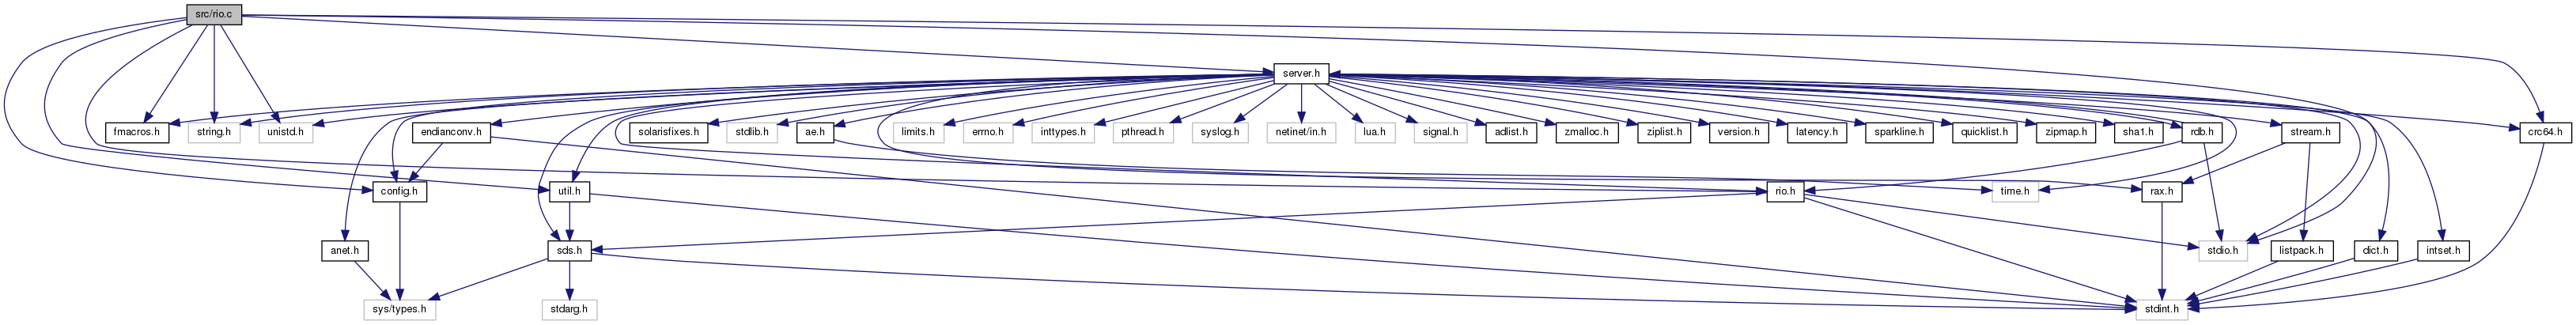 src/rio.c
server.h
fmacros.h
string.h
unistd.h
endianconv.h
solarisfixes.h
stdlib.h
ae.h
limits.h
errno.h
inttypes.h
pthread.h
syslog.h
netinet/in.h
lua.h
signal.h
adlist.h
zmalloc.h
ziplist.h
version.h
latency.h
sparkline.h
quicklist.h
zipmap.h
sha1.h
rdb.h
stream.h
crc64.h
config.h
util.h
rio.h
time.h
rax.h
anet.h
sds.h
stdio.h
listpack.h
dict.h
intset.h
sys/types.h
stdarg.h
stdint.h